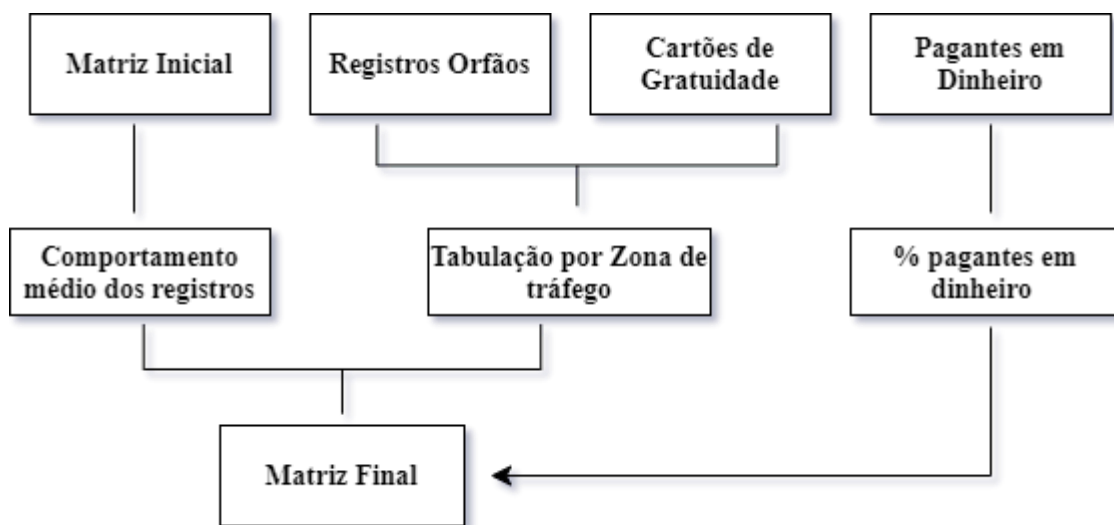 Matriz Inicial
Registros Orfãos
Cartões de
Gratuidade
Pagantes em
Dinheiro
Comportamento
médio dos registros
Tabulação por Zona de
tráfego
% pagantes em
dinheiro
Matriz Final